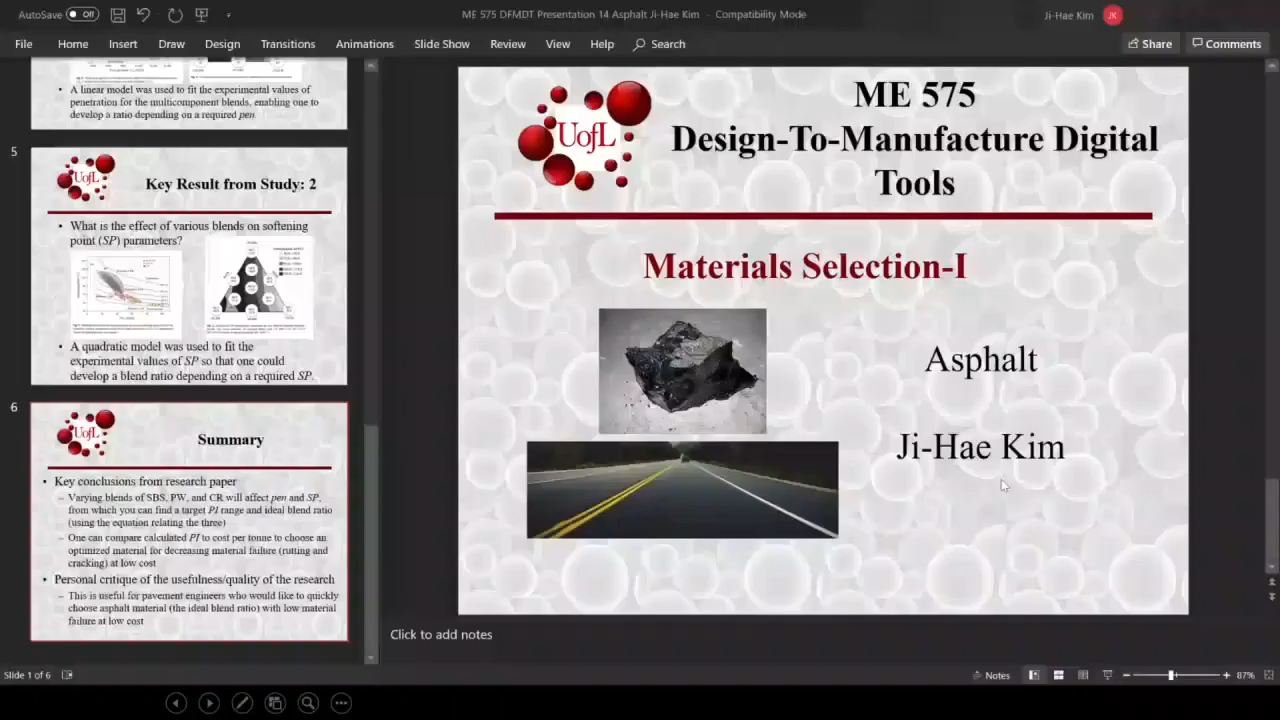 AutoSave Off
ME 575 DFMDT Presentation 14 Asphalt Ji-Hae Kim - Compatibility Mode
Ji-Hae Kim JK
File Home Insert Draw Design Transitions Animations Slide Show Review View Help Search
Share Comments
• A linear model was used to fit the experimental values of
penetration for the multicomponent blends, enabling one to
develop a ratio depending on a required pen
5
UofL
Key Result from Study: 2
• What is the effect of various blends on softening
point (SP) parameters?
• A quadratic model was used to fit the
experimental values of SP so that one could
develop a blend ratio depending on a required SP.
6
UofL
Summary
• Key conclusions from research paper
– Varying blends of SBS, PW, and CR will affect pen and SP,
from which you can find a target PI range and ideal blend ratio
(using the equation relating the three)
– One can compare calculated PI to cost per tonne to choose an
optimized material for decreasing material failure (rutting and
cracking) at low cost
• Personal critique of the usefulness/quality of the research
– This is useful for pavement engineers who would like to quickly
choose asphalt material (the ideal blend ratio) with low material
failure at low cost
UofL
ME 575
Design-To-Manufacture Digital
Tools
Materials Selection-I
Asphalt
Ji-Hae Kim
Click to add notes
Slide 1 of 6
Notes
87%